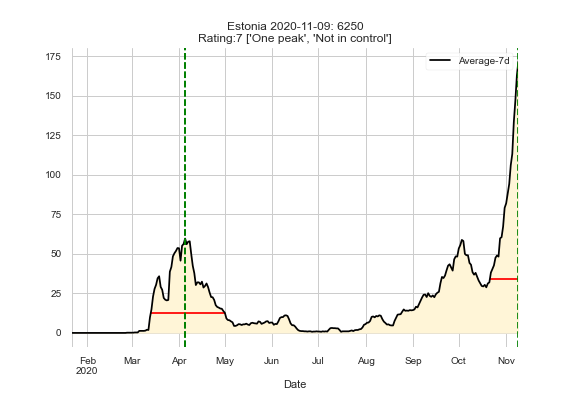 Estonia 2020-11-09: 6250
Rating:7 ['One peak', 'Not in control']
Average-7d
175
150
125
100
75
50
25
0
Feb Mar Apr May Jun Jul Aug Sep Oct Nov
2020
Date